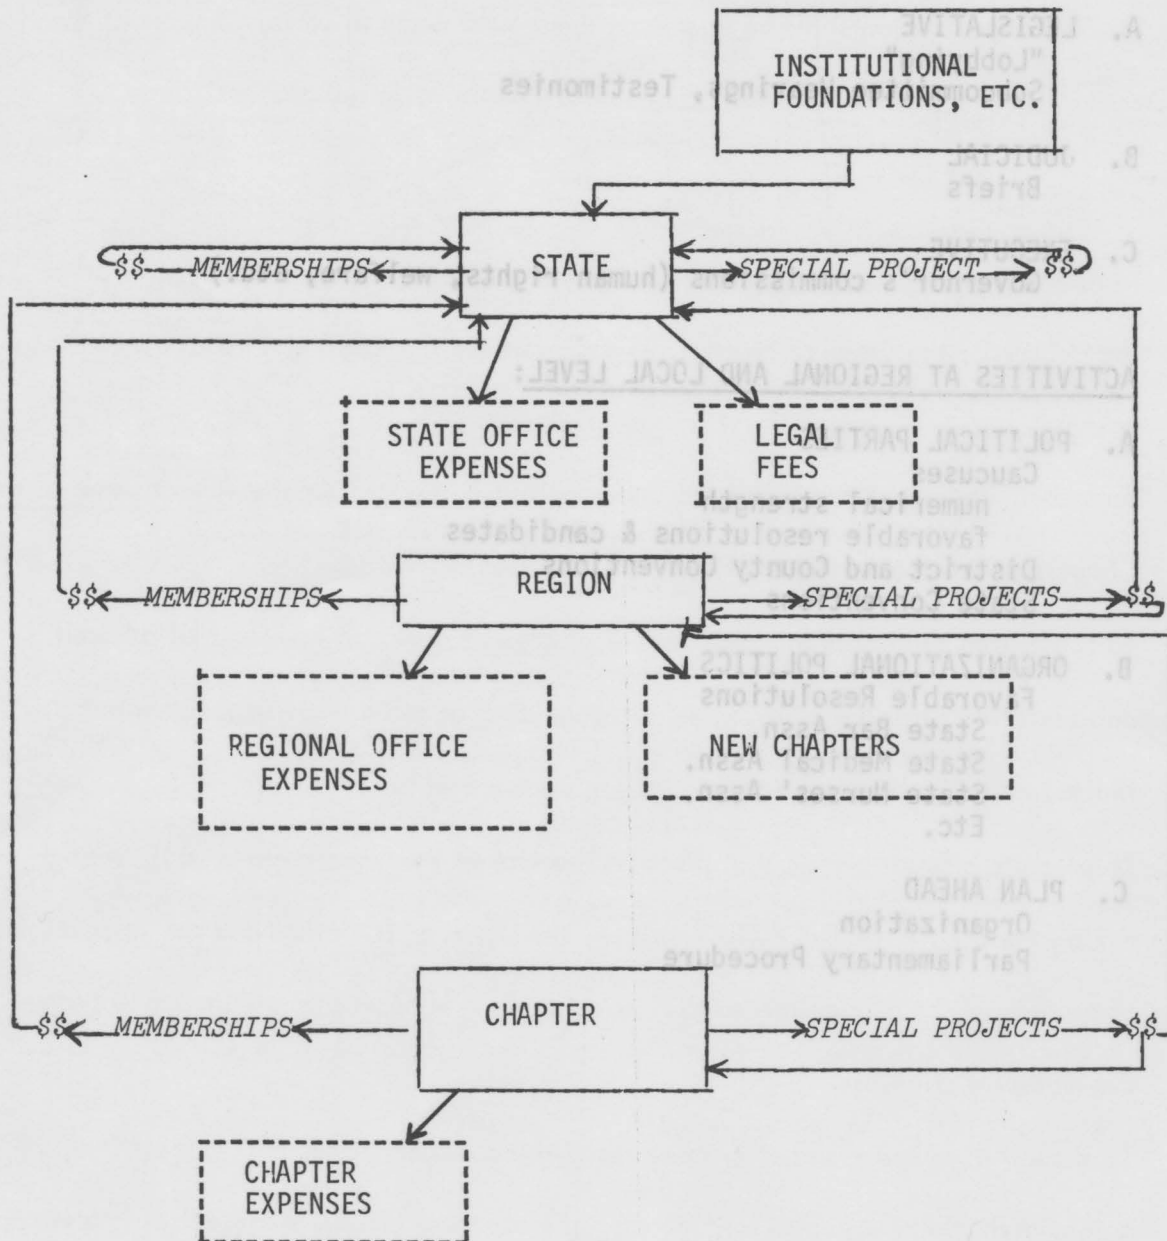 INSTITUTIONAL
FOUNDATIONS, ETC.
$$ MEMBERSHIPS
STATE
SPECIAL PROJECT $$
STATE OFFICE
EXPENSES
LEGAL
FEES
$$ MEMBERSHIPS
REGION
SPECIAL PROJECTS $$
REGIONAL OFFICE
EXPENSES
NEW CHAPTERS
$$ MEMBERSHIPS
CHAPTER
SPECIAL PROJECTS $$
CHAPTER
EXPENSES
A. LEGISLATIVE
"Lobbying"
Subcommittee Hearings, Testimonies
B. JUDICIAL
Briefs
C. EXECUTIVE
Governor's commissions (human rights, welfare,
ACTIVITIES AT REGIONAL AND LOCAL LEVEL:
A. POLITICAL PARTIES
Caucuses
numerical strength
favorable resolutions & candidates
District and County Conventions
B. ORGANIZATIONAL POLITICS
Favorable Resolutions
State Bar Assn.
State Medical Assn.
State Nurses' Assn.
Etc.
C. PLAN AHEAD
Organization
Parliamentary Procedure